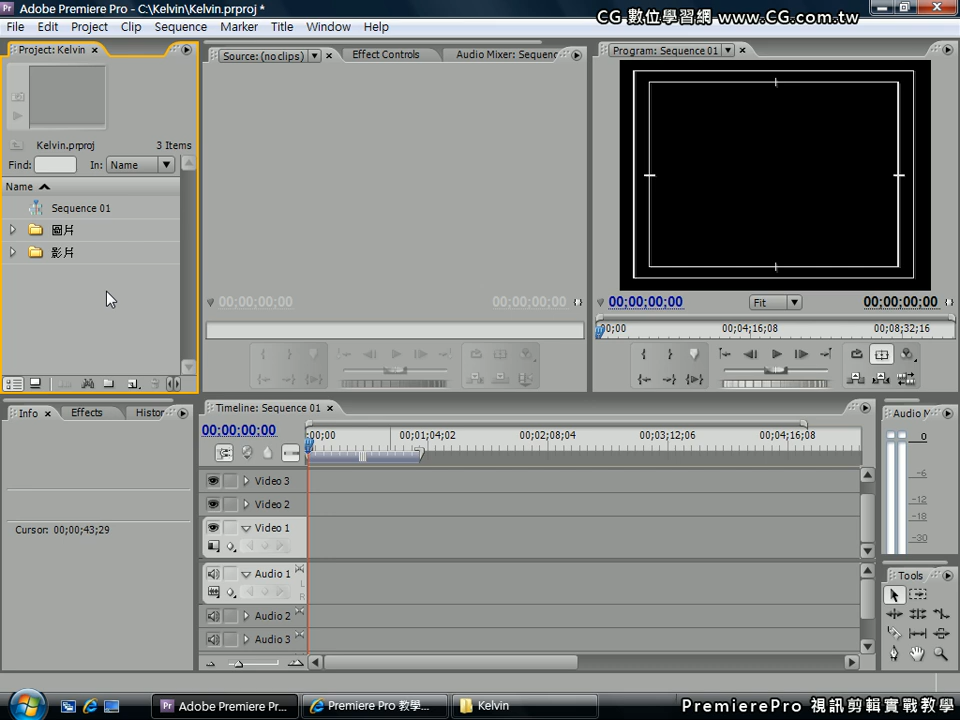 Adobe Premiere Pro - C:\Kelvin\Kelvin.prproj *
CG 數位學習網 www.CG.com.tw
File Edit Project Clip Sequence Marker Title Window Help
Project: Kelvin
Kelvin.prproj 3 Items
Find: In: Name
Name
Sequence 01
圖片
影片
Source: (no clips) Effect Controls Audio Mixer: Sequenc
00;00;00;00 00;00;00;00
Program: Sequence 01
00;00;00;00 Fit 00;00;00;00
00;00 00;04;16;08 00;08;32;16
Info Effects Histor
Cursor: 00;00;43;29
Timeline: Sequence 01
00;00;00;00
;00;00 00;01;04;02 00;02;08;04 00;03;12;06 00;04;16;08
Video 3
Video 2
Video 1
Audio 1
L
R
Audio 2
Audio 3
Audio M
0
-6
-12
-18
-30
Tools
Adobe Premiere Pr... Premiere Pro 教學... Kelvin
PremierePro 視訊剪輯實戰教學